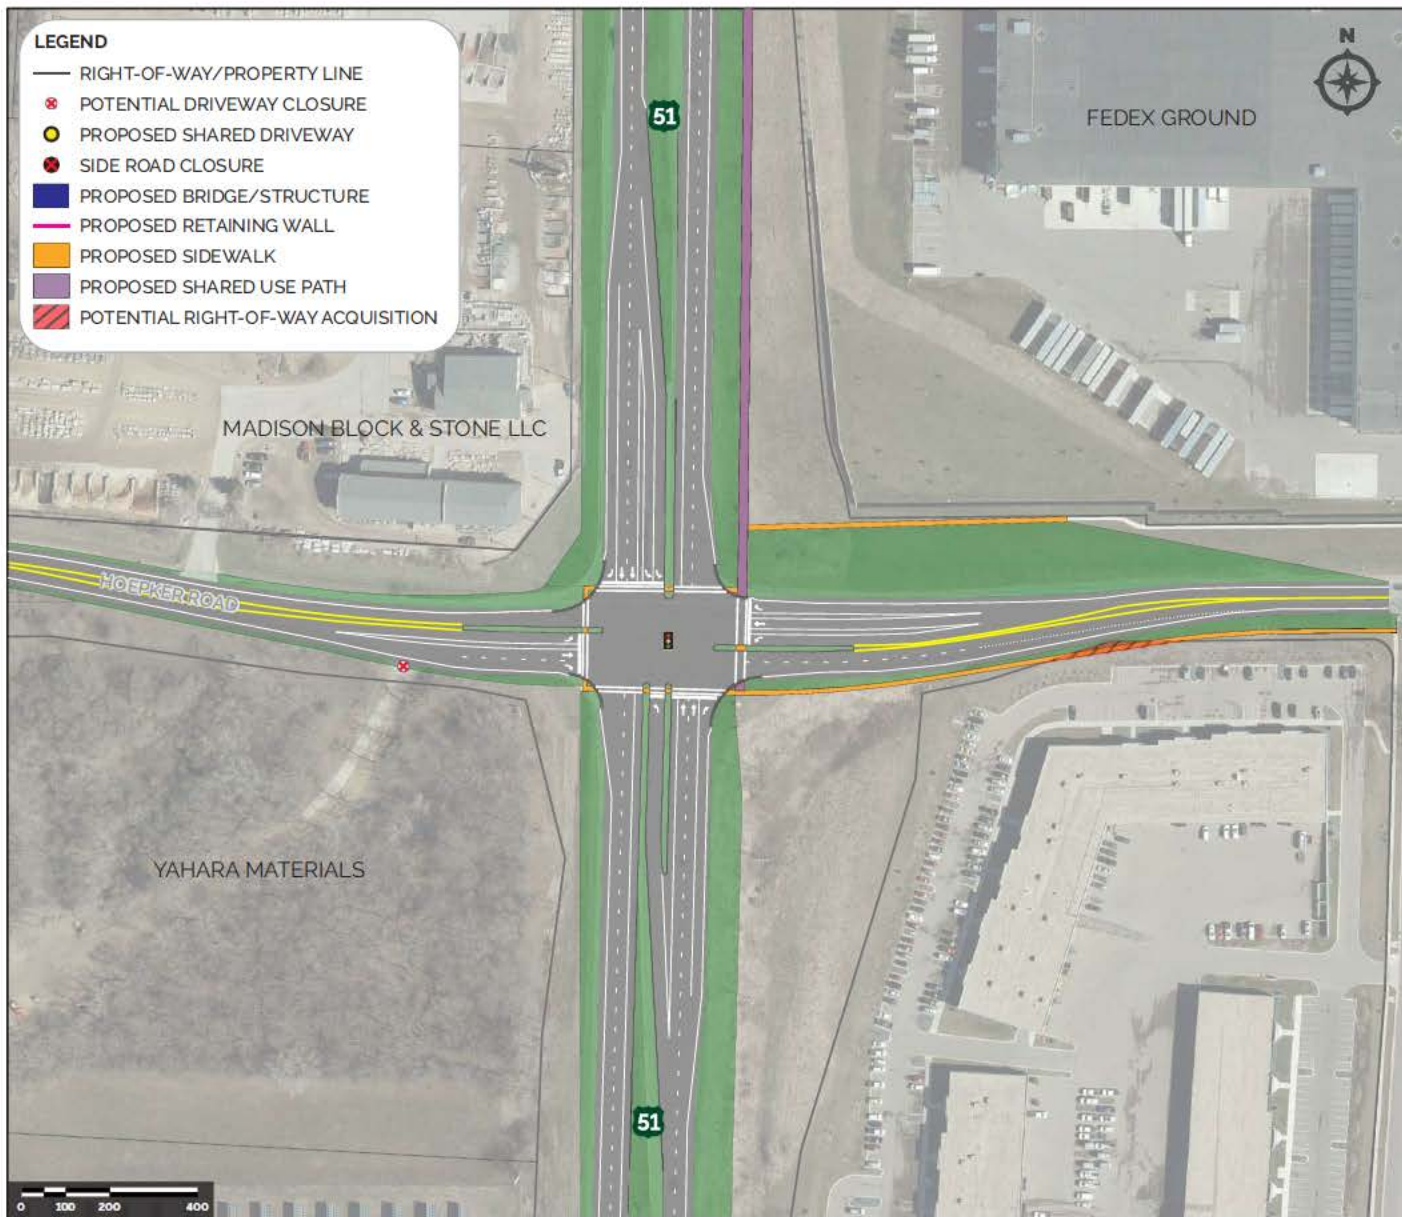 LEGEND
RIGHT-OF-WAY/PROPERTY LINE
POTENTIAL DRIVEWAY CLOSURE
PROPOSED SHARED DRIVEWAY
SIDE ROAD CLOSURE
PROPOSED BRIDGE/STRUCTURE
PROPOSED RETAINING WALL
PROPOSED SIDEWALK
PROPOSED SHARED USE PATH
POTENTIAL RIGHT-OF-WAY ACQUISITION
N
51
FEDEX GROUND
MADISON BLOCK & STONE LLC
HOEPKER ROAD
YAHARA MATERIALS
51
0 100 200 400